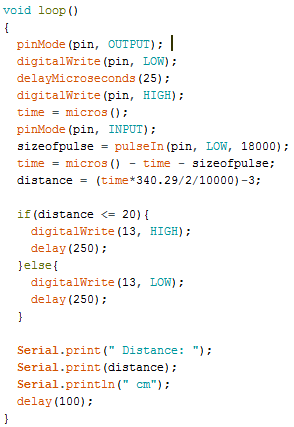 void loop()
{
  pinMode(pin, OUTPUT);
  digitalWrite(pin, LOW);
  delayMicroseconds(25);
  digitalWrite(pin, HIGH);
  time = micros();
  pinMode(pin, INPUT);
  sizeofpulse = pulseIn(pin, LOW, 18000);
  time = micros() - time - sizeofpulse;
  distance = (time*340.29/2/10000)-3;

  if(distance <= 20){
    digitalWrite(13, HIGH);
    delay(250);
  }else{
    digitalWrite(13, LOW);
    delay(250);
  }

  Serial.print(" Distance: ");
  Serial.print(distance);
  Serial.println(" cm");
  delay(100);
}